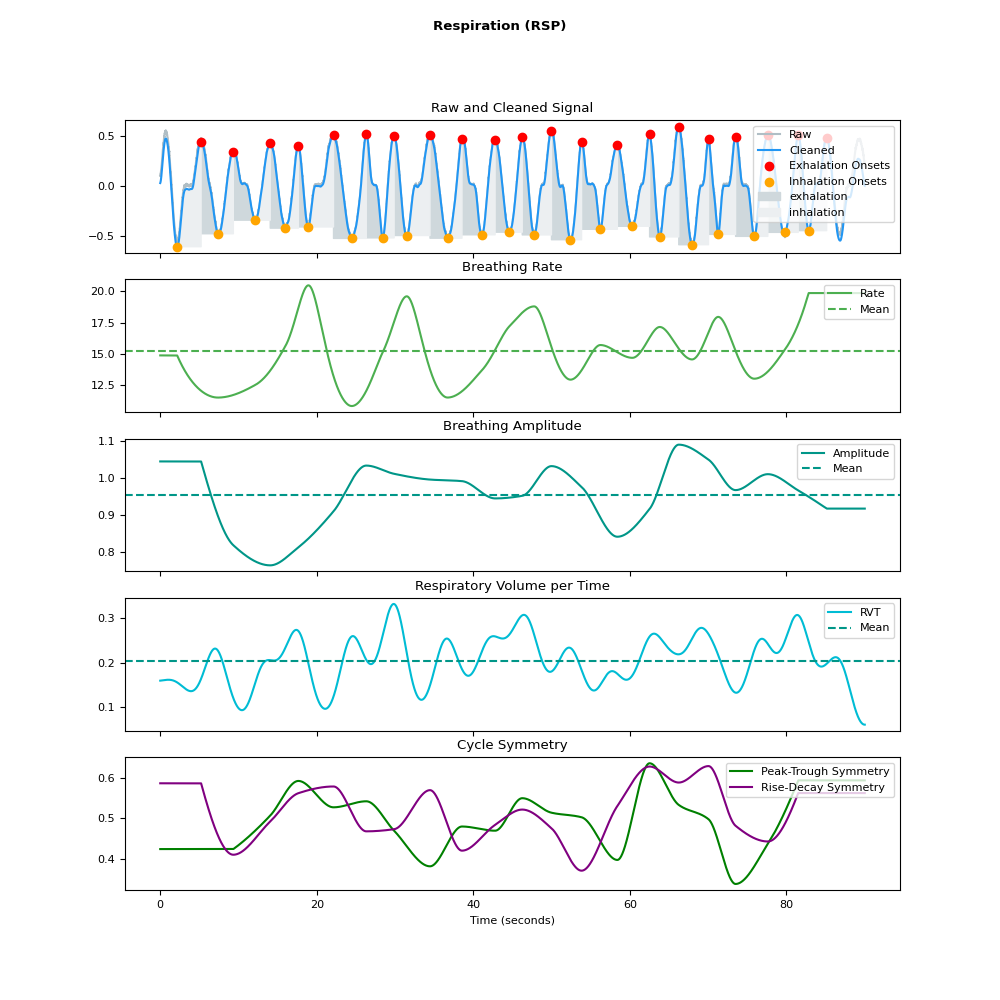 Respiration (RSP)
Raw and Cleaned Signal
0.5
0.0
−0.5
Raw
Cleaned
Exhalation Onsets
Inhalation Onsets
exhalation
inhalation
Breathing Rate
20.0
17.5
15.0
12.5
Rate
Mean
Breathing Amplitude
1.1
1.0
0.9
0.8
Amplitude
Mean
Respiratory Volume per Time
0.3
0.2
0.1
RVT
Mean
Cycle Symmetry
0.6
0.5
0.4
Peak-Trough Symmetry
Rise-Decay Symmetry
0 20 40 60 80
Time (seconds)